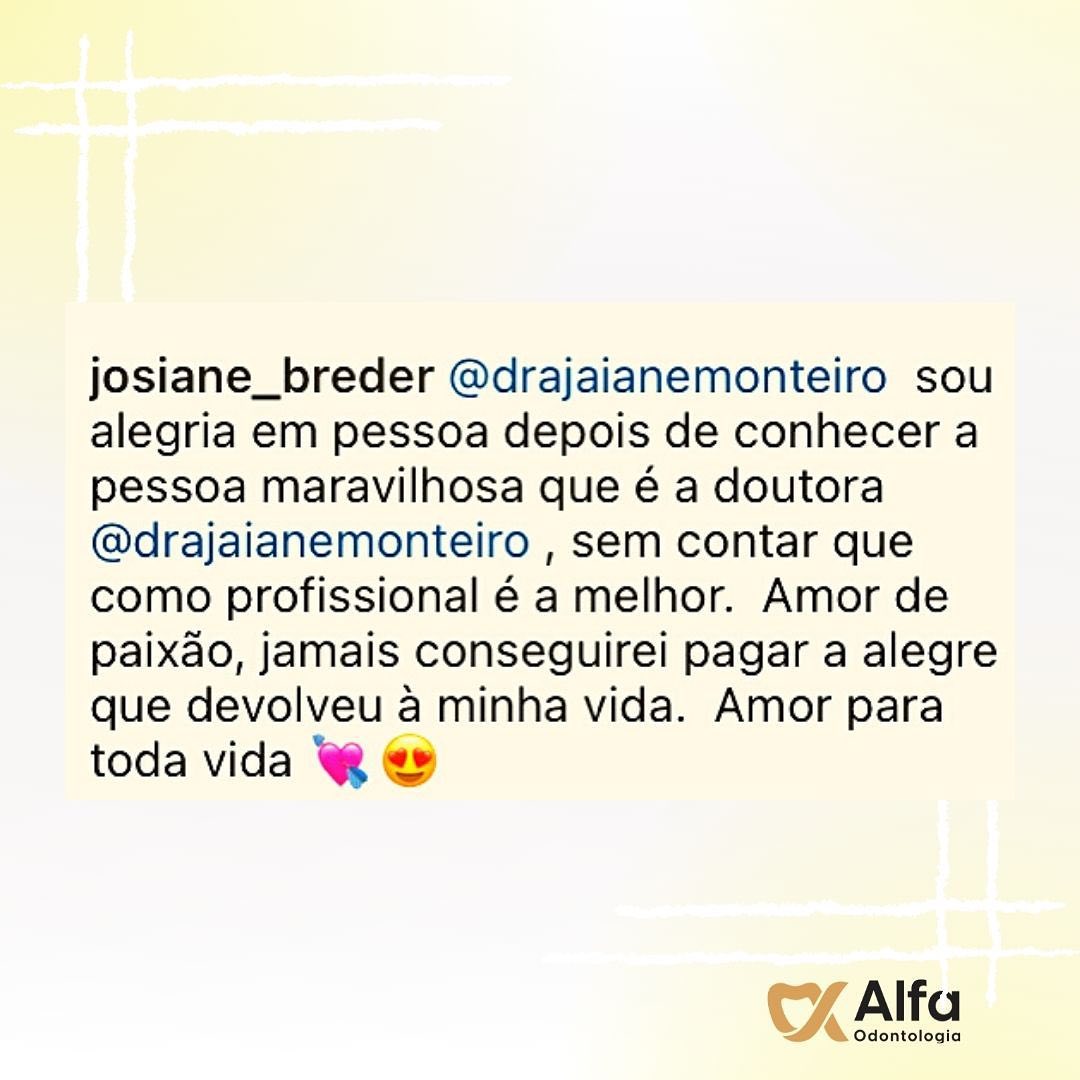 josiane_breder @drajaianemonteiro sou
alegria em pessoa depois de conhecer a
pessoa maravilhosa que é a doutora
@drajaianemonteiro , sem contar que
como profissional é a melhor. Amor de
paixão, jamais conseguirei pagar a alegre
que devolveu à minha vida. Amor para
toda vida 💘 😍
Alfa
Odontologia